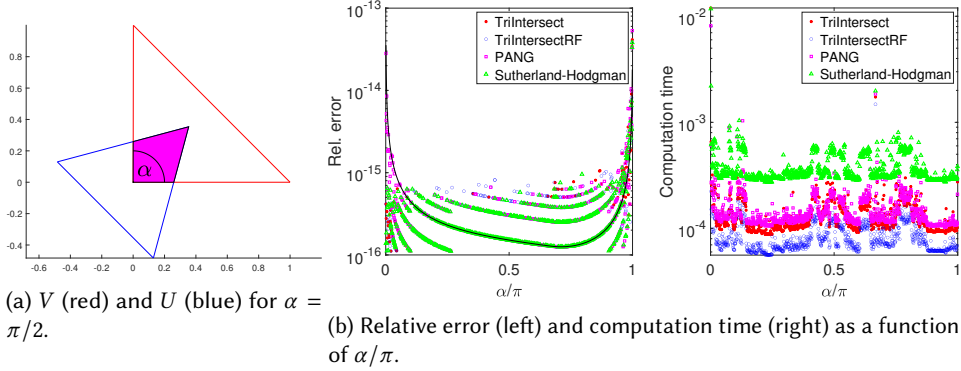 0.8
0.6
0.4
0.2
0
-0.2
-0.4
-0.6 -0.4 -0.2 0 0.2 0.4 0.6 0.8 1
α
(a) V (red) and U (blue) for α =
π/2.
Rel. error
10-12
10-13
10-14
10-15
10-16
0 0.5 1
α/π
TriIntersect
TriIntersectRF
PANG
Sutherland-Hodgman
Computation time
10-2
10-3
10-4
0 0.5 1
α/π
TriIntersect
TriIntersectRF
PANG
Sutherland-Hodgman
(b) Relative error (left) and computation time (right) as a function
of α/π.